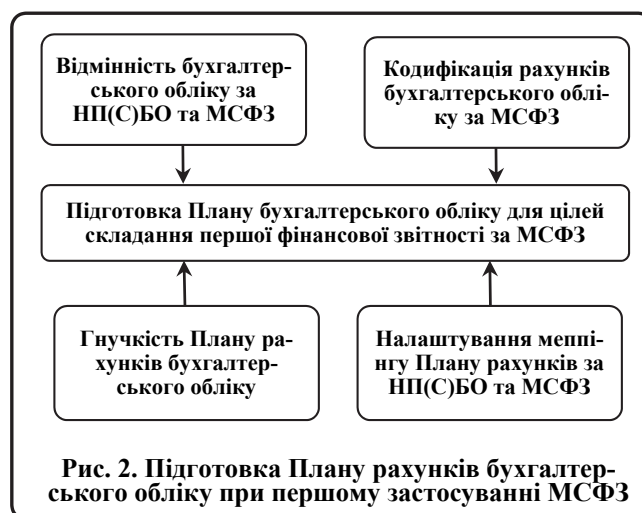 Відмінність бухгалтер-
ського обліку за
НП(С)БО та МСФЗ
Кодифікація рахунків
бухгалтерського облі-
ку за МСФЗ
Підготовка Плану бухгалтерського обліку для цілей
складання першої фінансової звітності за МСФЗ
Гнучкість Плану ра-
хунків бухгалтер-
ського обліку
Налаштування меппі-
нгу Плану рахунків за
НП(С)БО та МСФЗ
Рис. 2. Підготовка Плану рахунків бухгалтер-
ського обліку при першому застосуванні МСФЗ